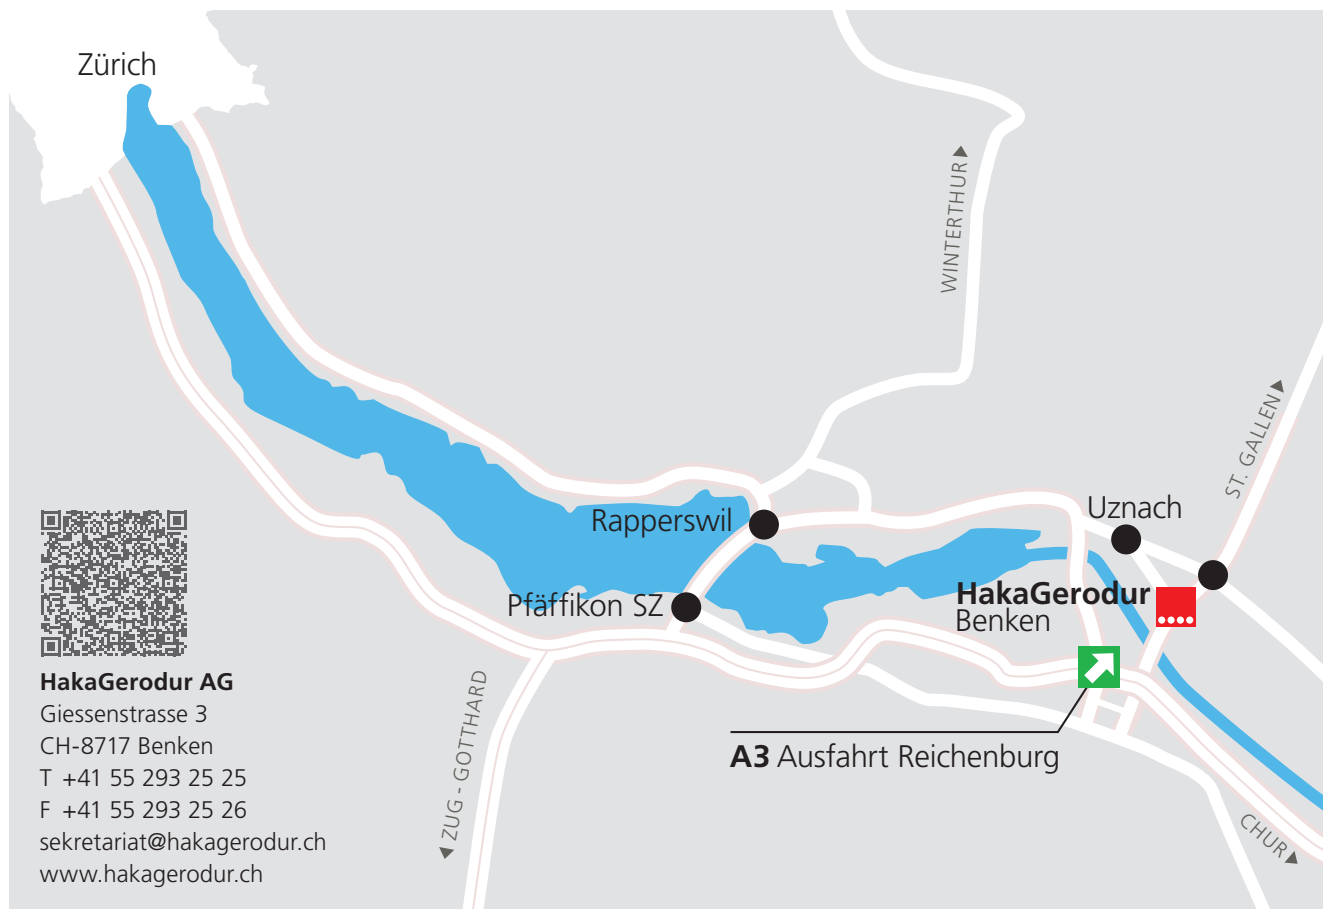 Zürich
WINTERTHUR
ST. GALLEN
Rapperswil
Uznach
Pfäffikon SZ
HakaGerodur
Benken
A3 Ausfahrt Reichenburg
ZUG - GOTTHARD
CHUR
HakaGerodur AG
Giessenstrasse 3
CH-8717 Benken
T +41 55 293 25 25
F +41 55 293 25 26
sekretariat@hakagerodur.ch
www.hakagerodur.ch